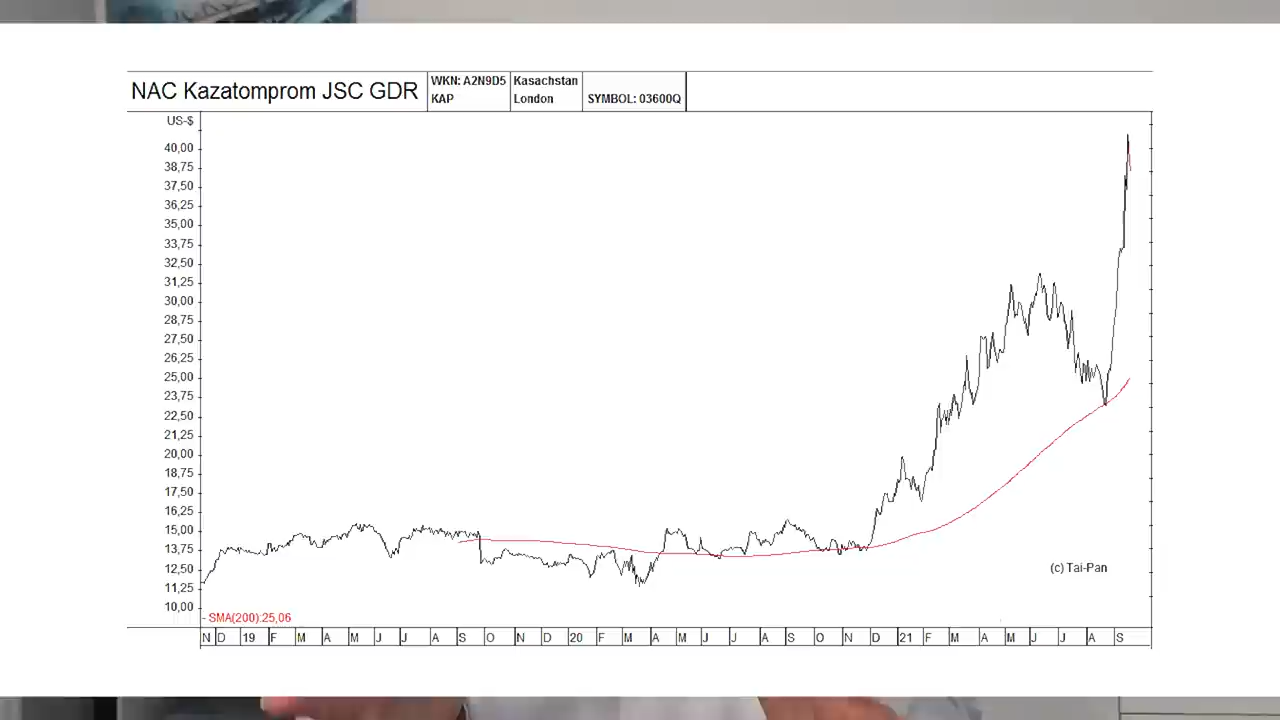 NAC Kazatomprom JSC GDR
WKN: A2N9D5
KAP
Kasachstan
London
SYMBOL: 03600Q
US-$
40,00
38,75
37,50
36,25
35,00
33,75
32,50
31,25
30,00
28,75
27,50
26,25
25,00
23,75
22,50
21,25
20,00
18,75
17,50
16,25
15,00
13,75
12,50
11,25
10,00
(c) Tai-Pan
- SMA(200):25,06
N D 19 F M A M J J A S O N D 20 F M A M J J A S O N D 21 F M A M J J A S